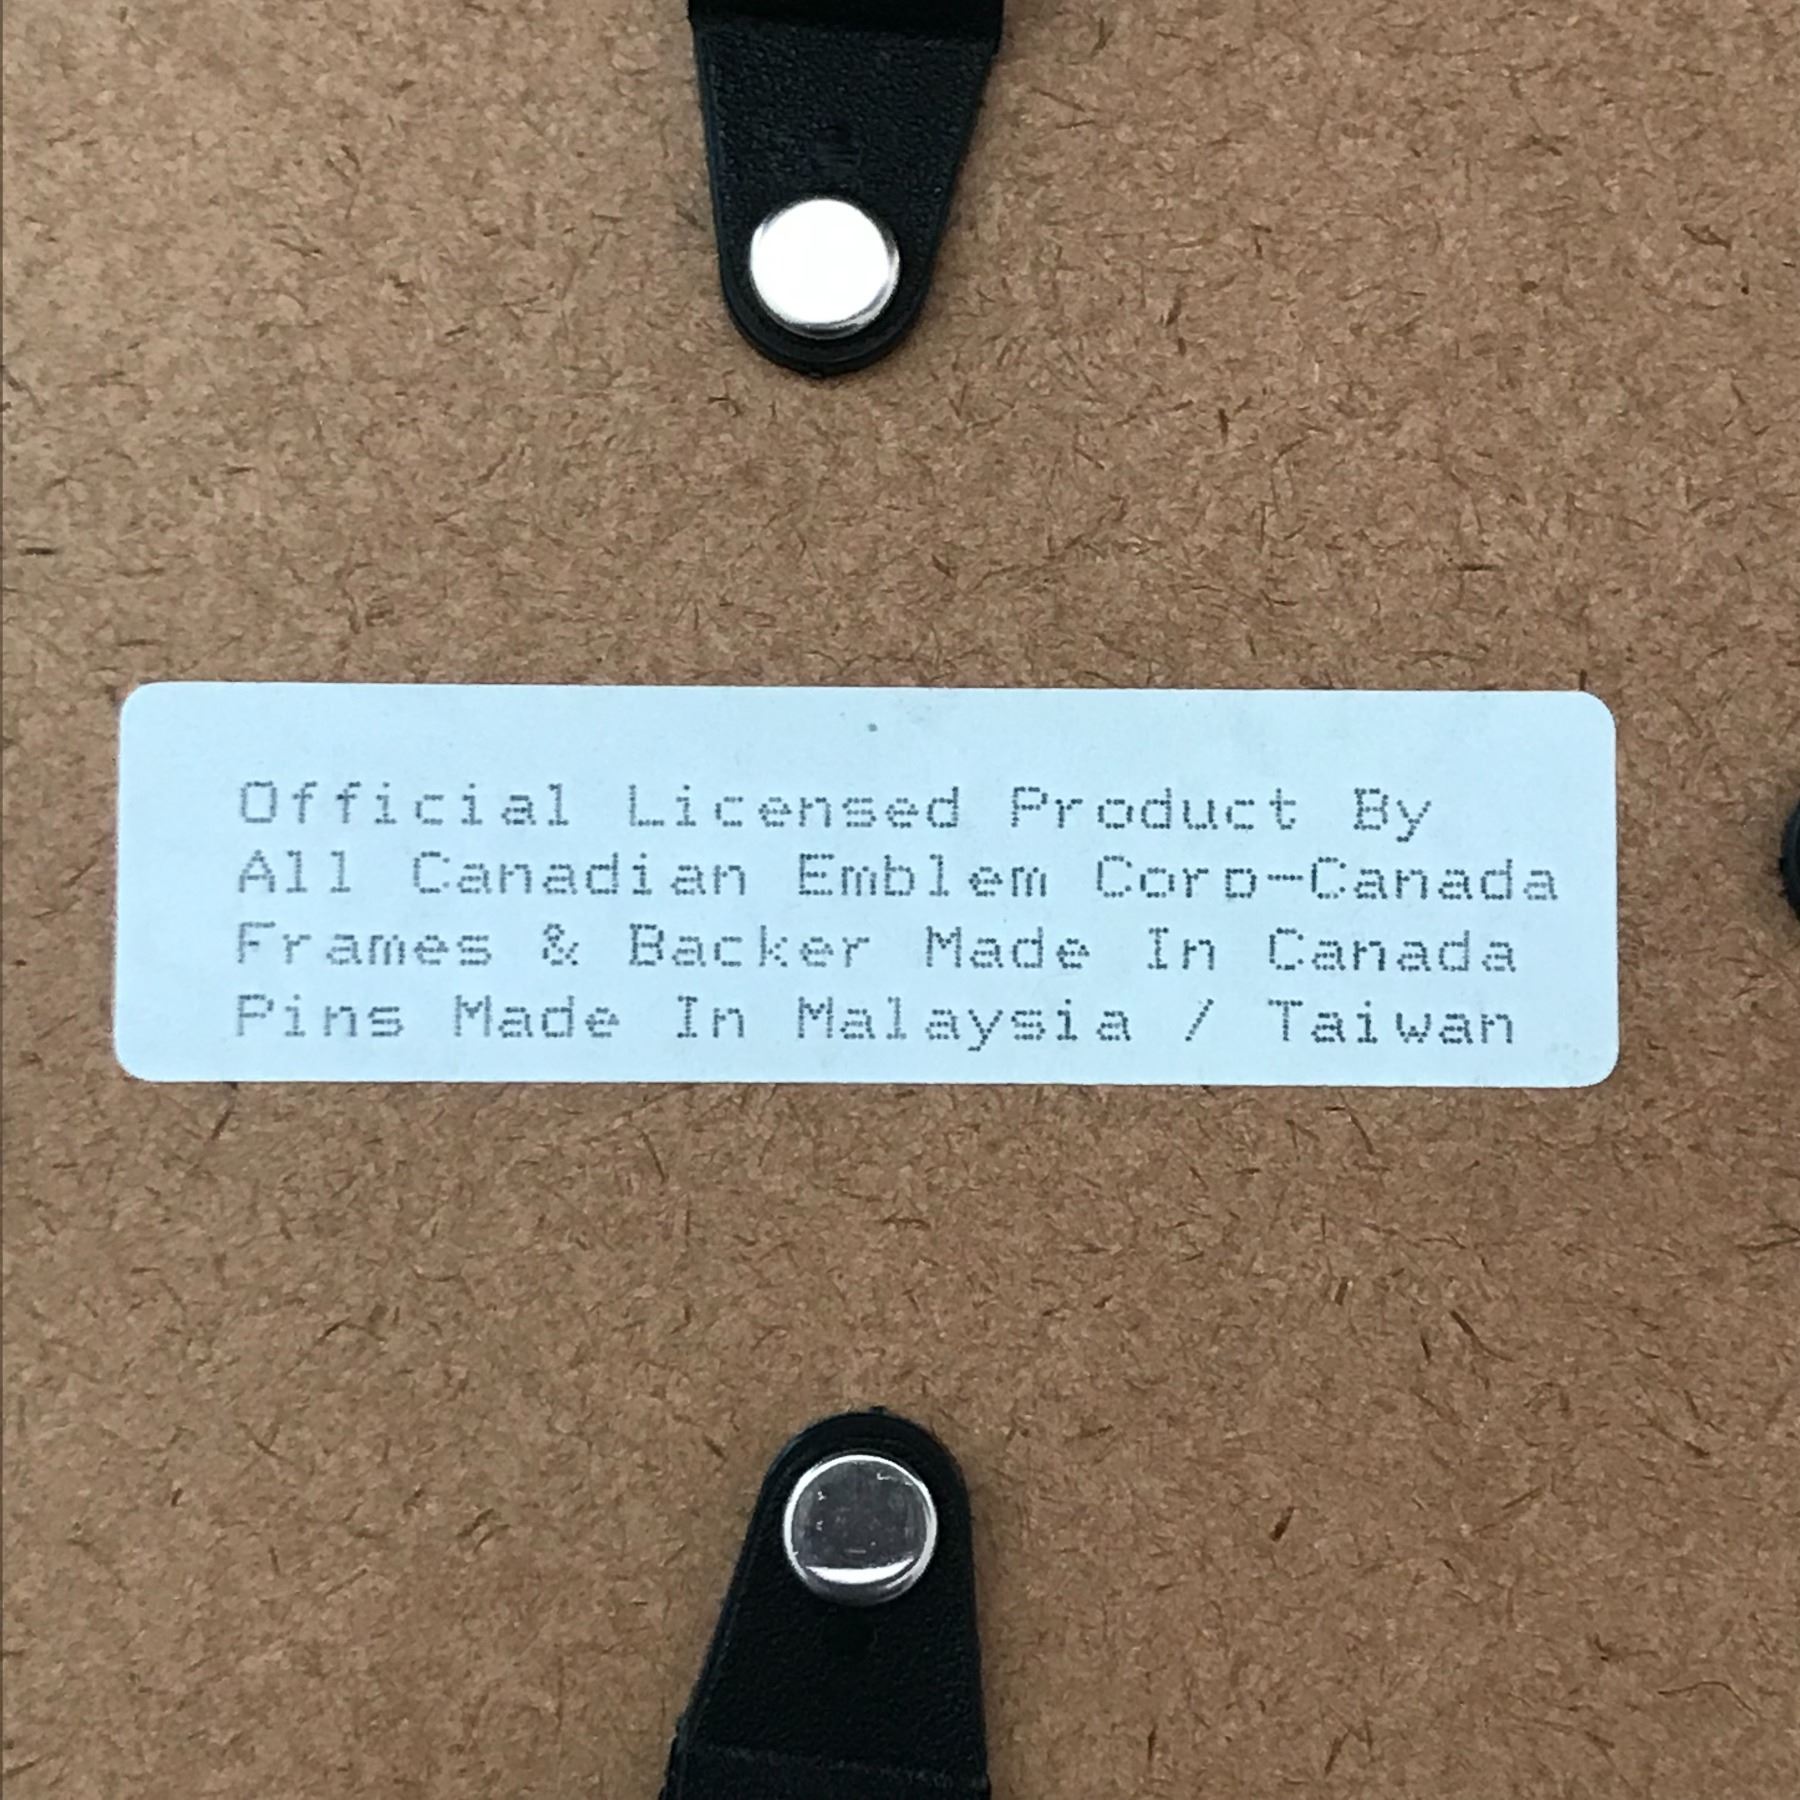 Official Licensed Product By
All Canadian Emblem Corp-Canada
Frames & Backer Made In Canada
Pins Made In Malaysia / Taiwan